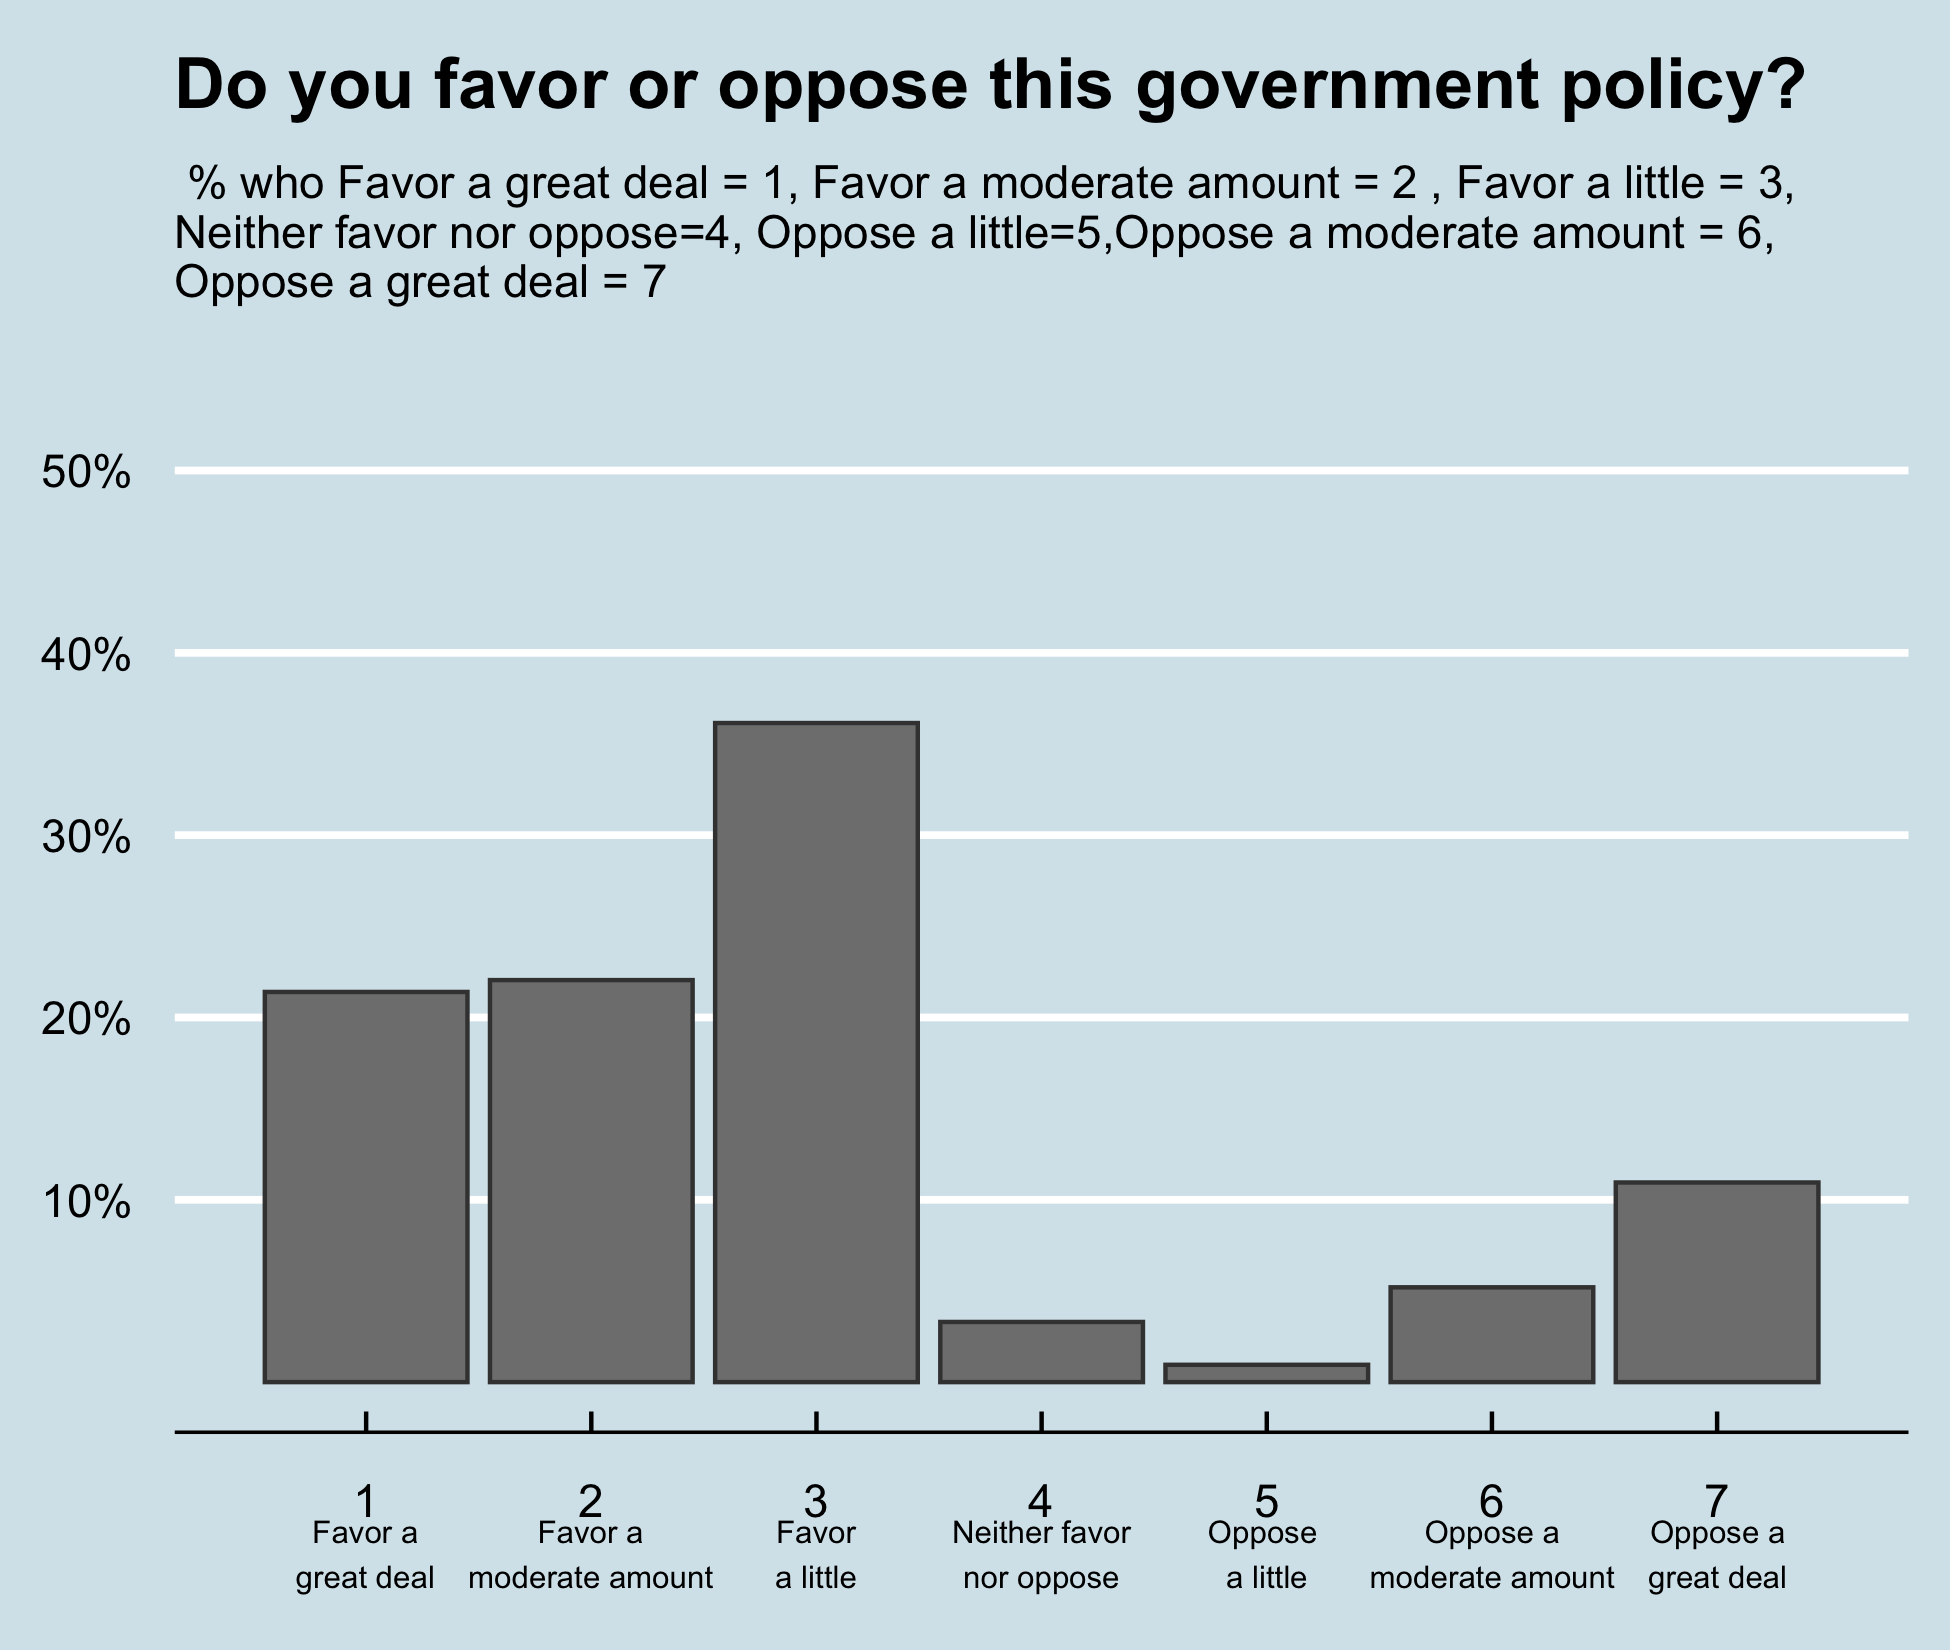 Do you favor or oppose this government policy?
% who Favor a great deal = 1, Favor a moderate amount = 2 , Favor a little = 3,
Neither favor nor oppose=4, Oppose a little=5,Oppose a moderate amount = 6,
Oppose a great deal = 7
50%
40%
30%
20%
10%
1 2 3 4 5 6 7
Favor a Favor a Favor Neither favor Oppose Oppose a Oppose a
great deal moderate amount a little nor oppose a little moderate amount great deal